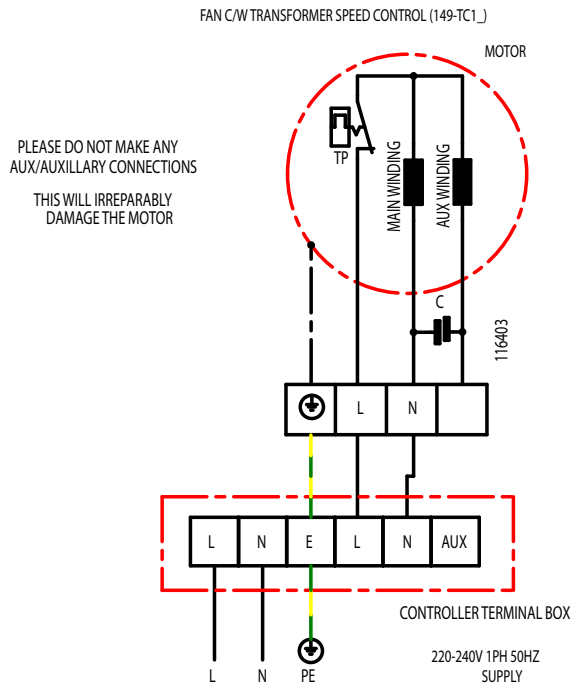 FAN C/W TRANSFORMER SPEED CONTROL (149-TC1_)
MOTOR
PLEASE DO NOT MAKE ANY
AUX/AUXILLARY CONNECTIONS
THIS WILL IRREPARABLY
DAMAGE THE MOTOR
TP
MAIN WINDING
AUX WINDING
C
116403
L
N
L
N
E
L
N
AUX
CONTROLLER TERMINAL BOX
L
N
PE
220-240V 1PH 50HZ
SUPPLY